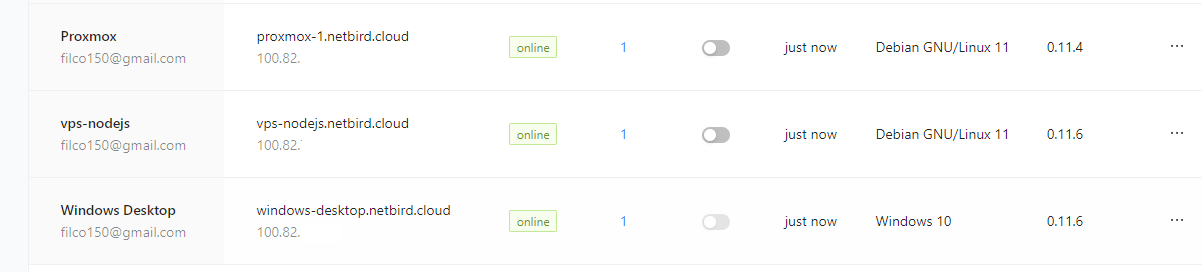 Proxmox proxmox-1.netbird.cloud online 1 just now Debian GNU/Linux 11 0.11.4 ...
filco150@gmail.com 100.82.
vps-nodejs vps-nodejs.netbird.cloud online 1 just now Debian GNU/Linux 11 0.11.6 ...
filco150@gmail.com 100.82.
Windows Desktop windows-desktop.netbird.cloud online 1 just now Windows 10 0.11.6 ...
filco150@gmail.com 100.82.